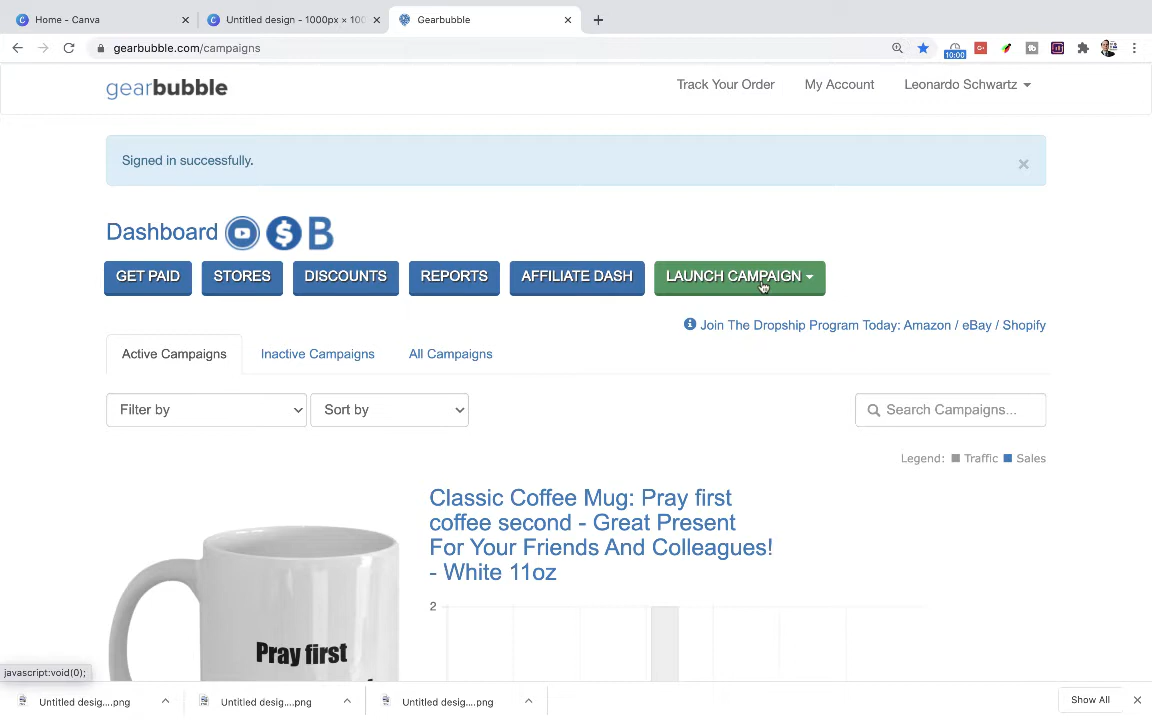 Home - Canva
Untitled design - 1000px × 100
Gearbubble
gearbubble.com/campaigns
10:00
gearbubble
Track Your Order
My Account
Leonardo Schwartz
Signed in successfully.
×
Dashboard
GET PAID
STORES
DISCOUNTS
REPORTS
AFFILIATE DASH
LAUNCH CAMPAIGN
Join The Dropship Program Today: Amazon / eBay / Shopify
Active Campaigns
Inactive Campaigns
All Campaigns
Filter by
Sort by
Search Campaigns...
Legend: Traffic Sales
Classic Coffee Mug: Pray first
coffee second - Great Present
For Your Friends And Colleagues!
- White 11oz
2
Pray first
javascript:void(0);
Untitled desig....png
Untitled desig....png
Untitled desig....png
Show All